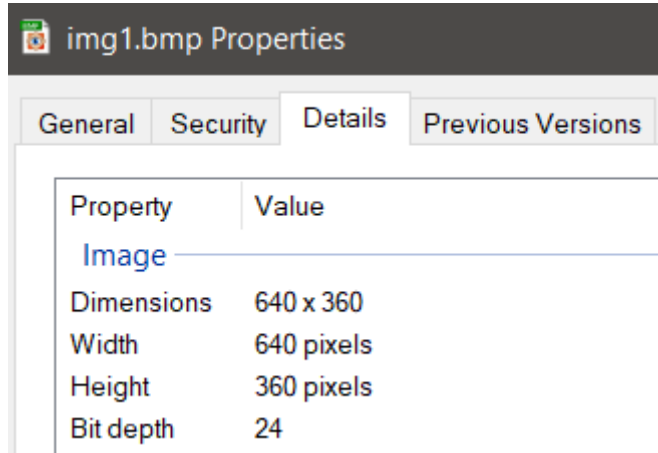 img1.bmp Properties
General Security Details Previous Versions
Property Value
Image
Dimensions 640 x 360
Width 640 pixels
Height 360 pixels
Bit depth 24